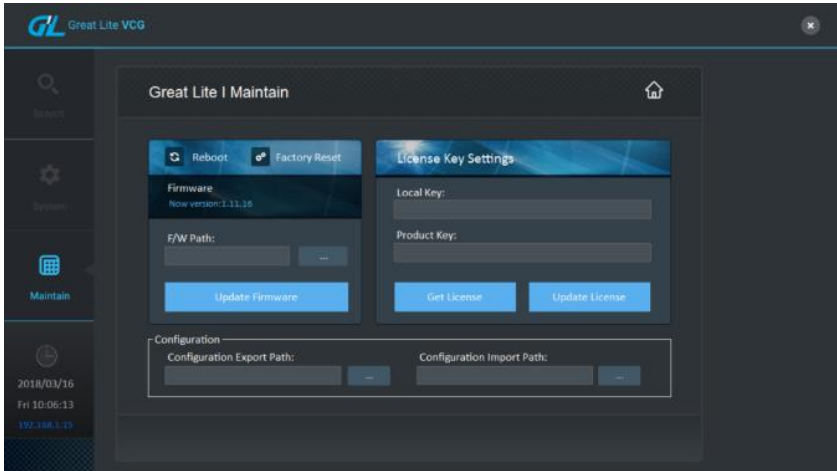 GL Great Lite VCG
Search
System
Maintain
2018/03/16
Fri 10:06:13
192.168.1.15
Great Lite I Maintain
Reboot
Factory Reset
Firmware
Now version:1.11.16
F/W Path:
...
Update Firmware
License Key Settings
Local Key:
Product Key:
Get License
Update License
Configuration
Configuration Export Path:
...
Configuration Import Path:
...